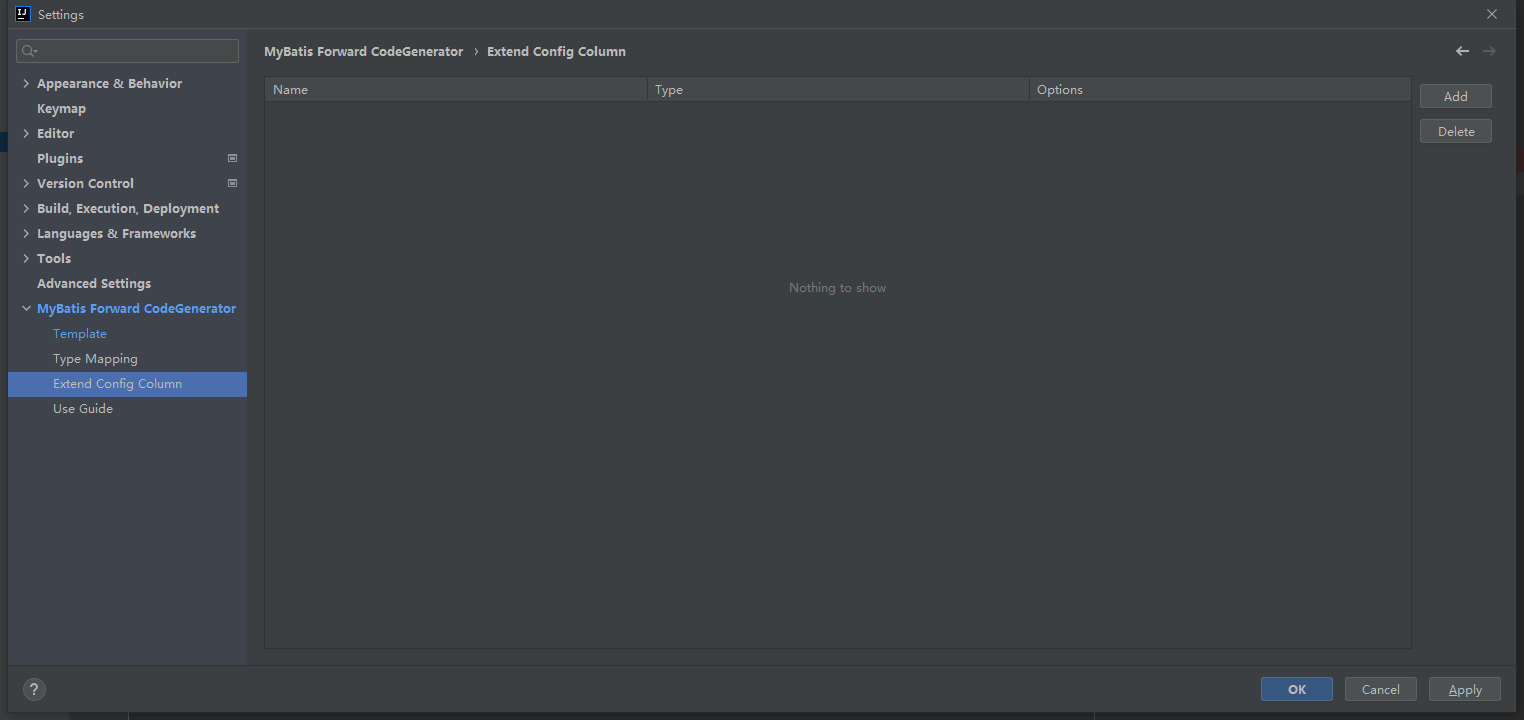 Settings
Appearance & Behavior
Keymap
Editor
Plugins
Version Control
Build, Execution, Deployment
Languages & Frameworks
Tools
Advanced Settings
MyBatis Forward CodeGenerator
Template
Type Mapping
Extend Config Column
Use Guide
MyBatis Forward CodeGenerator › Extend Config Column
Name Type Options
Nothing to show
Add
Delete
?
OK Cancel Apply